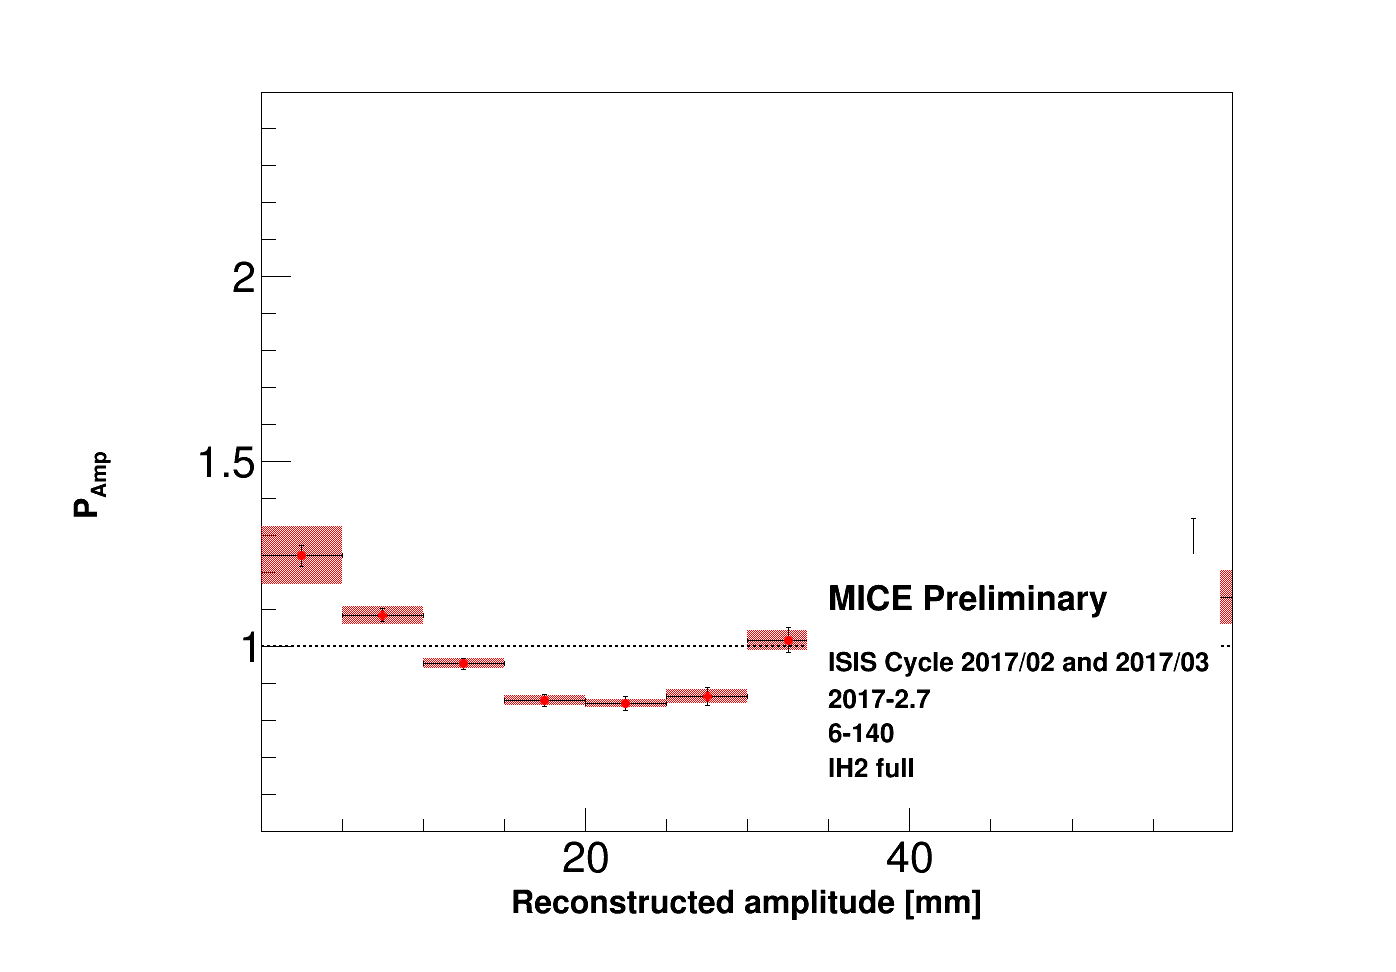 2
1.5
1
P_Amp
MICE Preliminary
ISIS Cycle 2017/02 and 2017/03
2017-2.7
6-140
IH2 full
20 40
Reconstructed amplitude [mm]